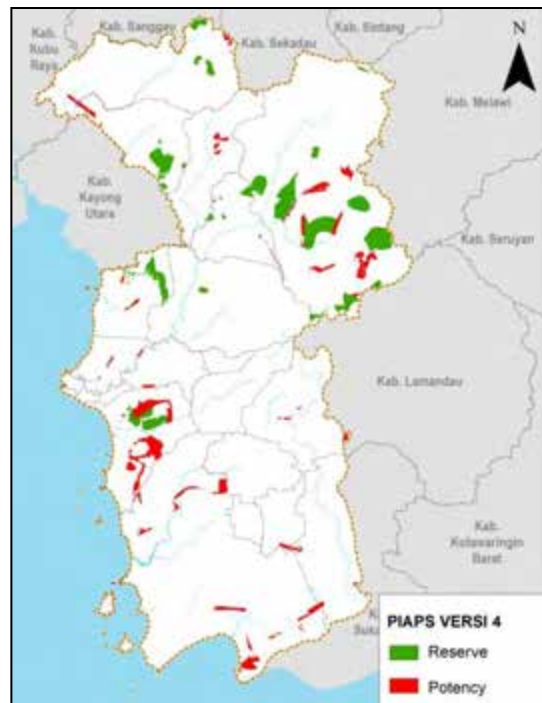 Kab. Sanggau
Kab. Bintang
Kab.
Kubu
Raya
Kab. Sekadau
N
Kab. Melawi
Kab.
Kayong
Utara
Kab. Seruyan
Kab. Lamandau
Kab.
Kotawaringin
Barat
PIAPS VERSI 4
Reserve
Potency